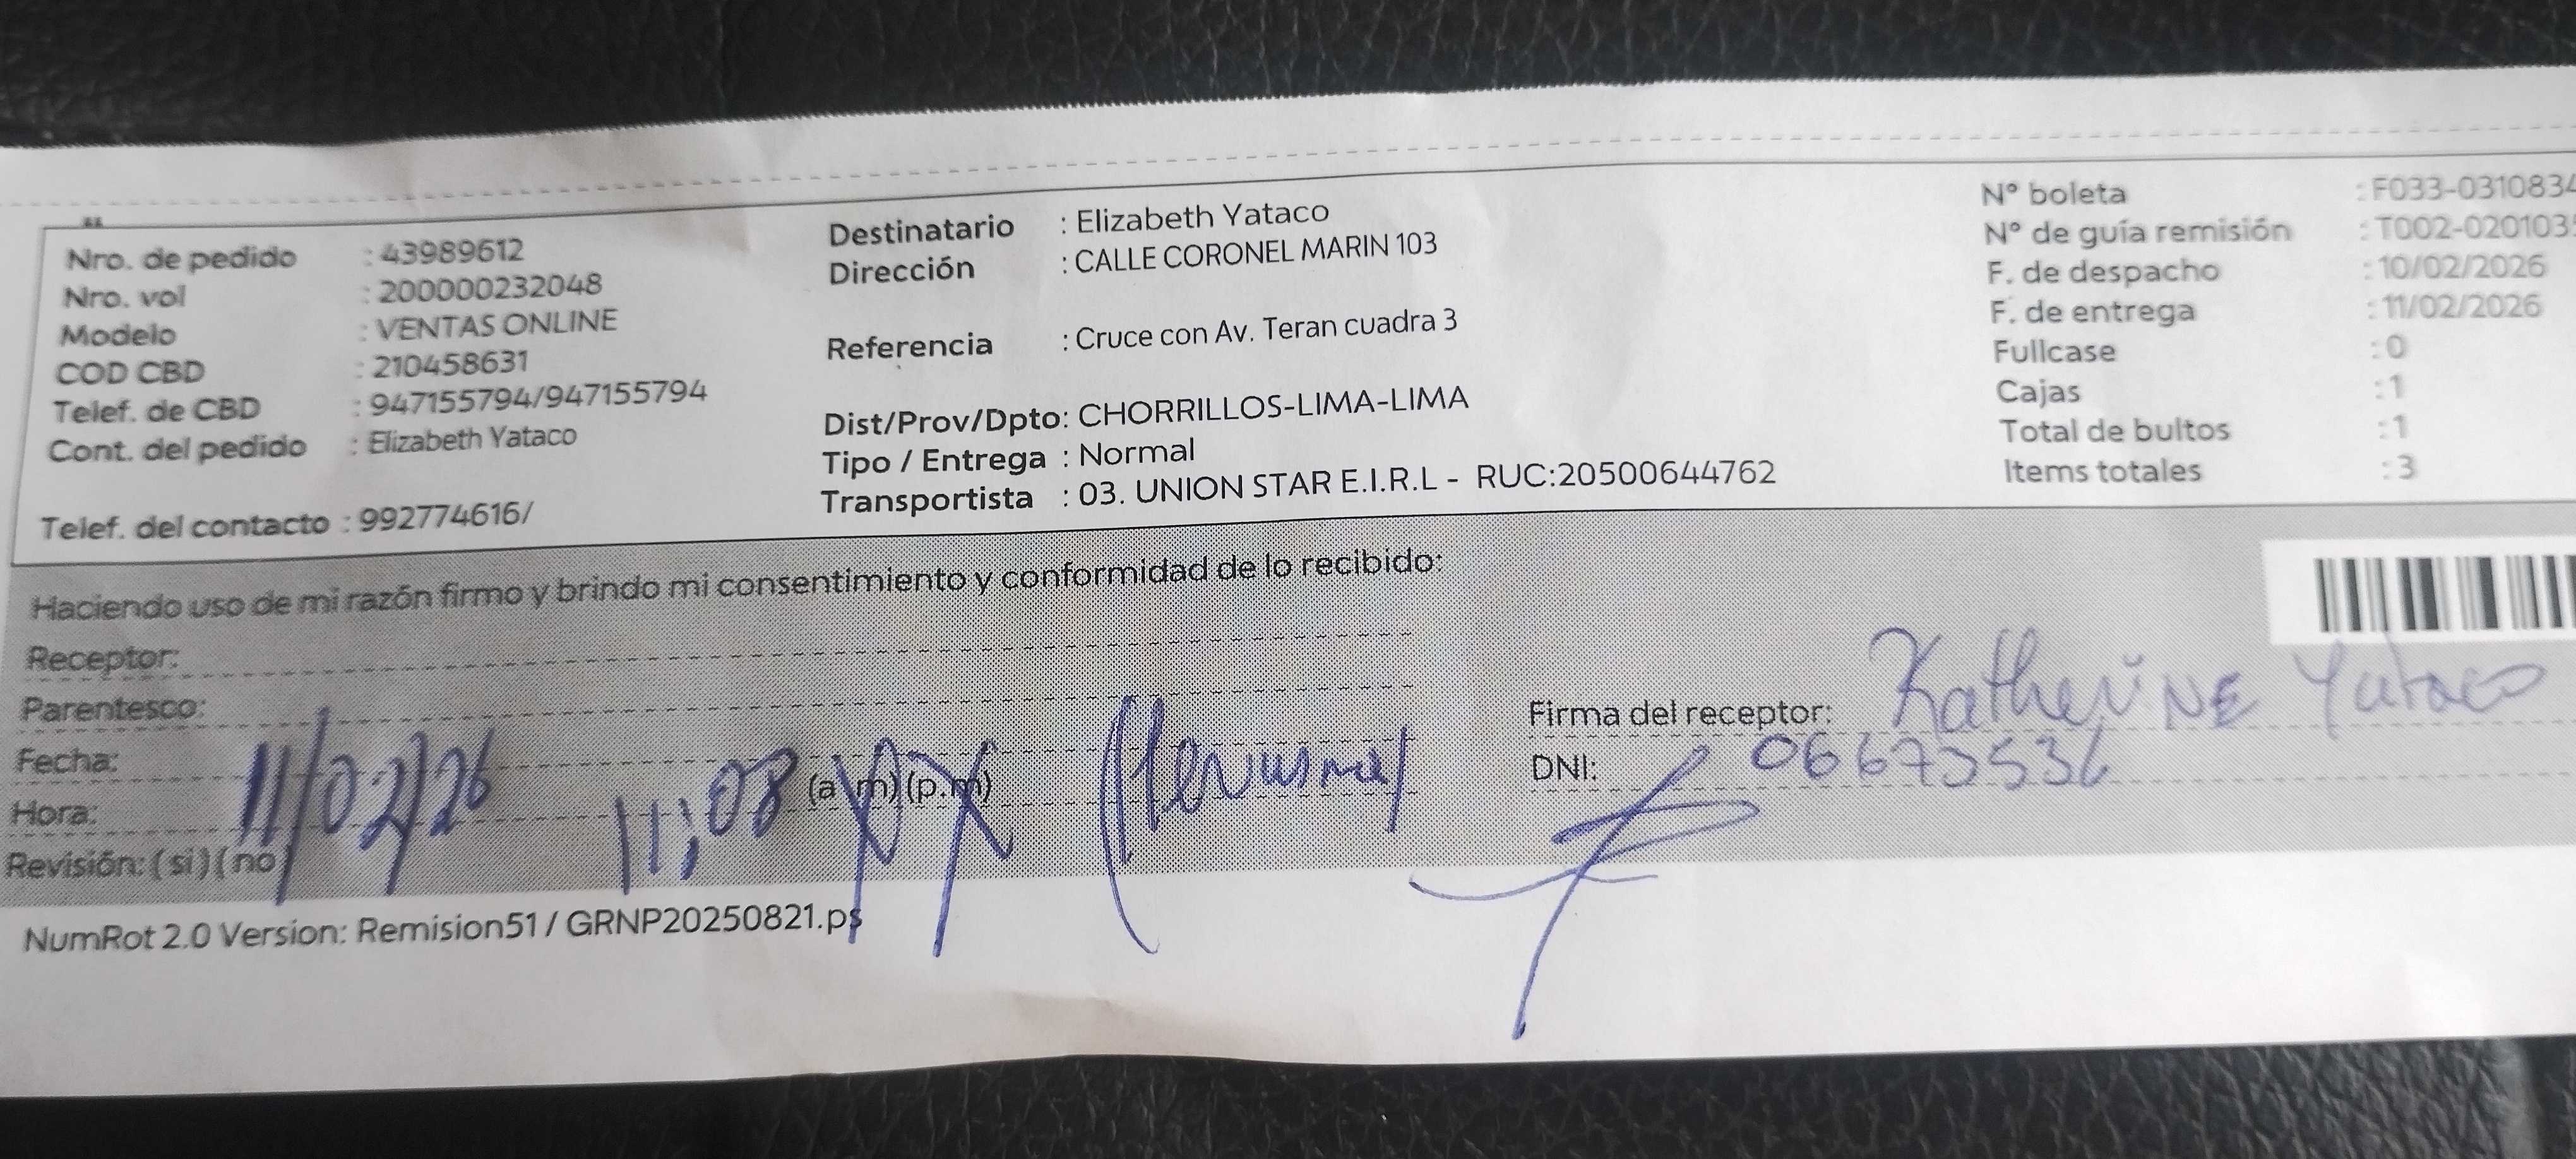 Nro. de pedido : 43989612
Nro. vol : 200000232048
Modelo : VENTAS ONLINE
COD CBD : 210458631
Telef. de CBD : 947155794/947155794
Cont. del pedido : Elizabeth Yataco
Telef. del contacto : 992774616/
Destinatario : Elizabeth Yataco
Dirección : CALLE CORONEL MARIN 103
Referencia : Cruce con Av. Teran cuadra 3
Dist/Prov/Dpto: CHORRILLOS-LIMA-LIMA
Tipo / Entrega : Normal
Transportista : 03. UNION STAR E.I.R.L - RUC:20500644762
N° boleta : F033-0310834
N° de guía remisión : T002-020103
F. de despacho : 10/02/2026
F. de entrega : 11/02/2026
Fullcase : 0
Cajas : 1
Total de bultos : 1
Items totales : 3
Haciendo uso de mi razón firmo y brindo mi consentimiento y conformidad de lo recibido:
Receptor:
Parentesco:
Fecha: 11/02/26
Hora: 11:08 (a.m)(p.m)
Revisión: (si)(no)
Firma del receptor: Katherine Yataco
DNI:
NumRot 2.0 Version: Remision51 / GRNP20250821.ps